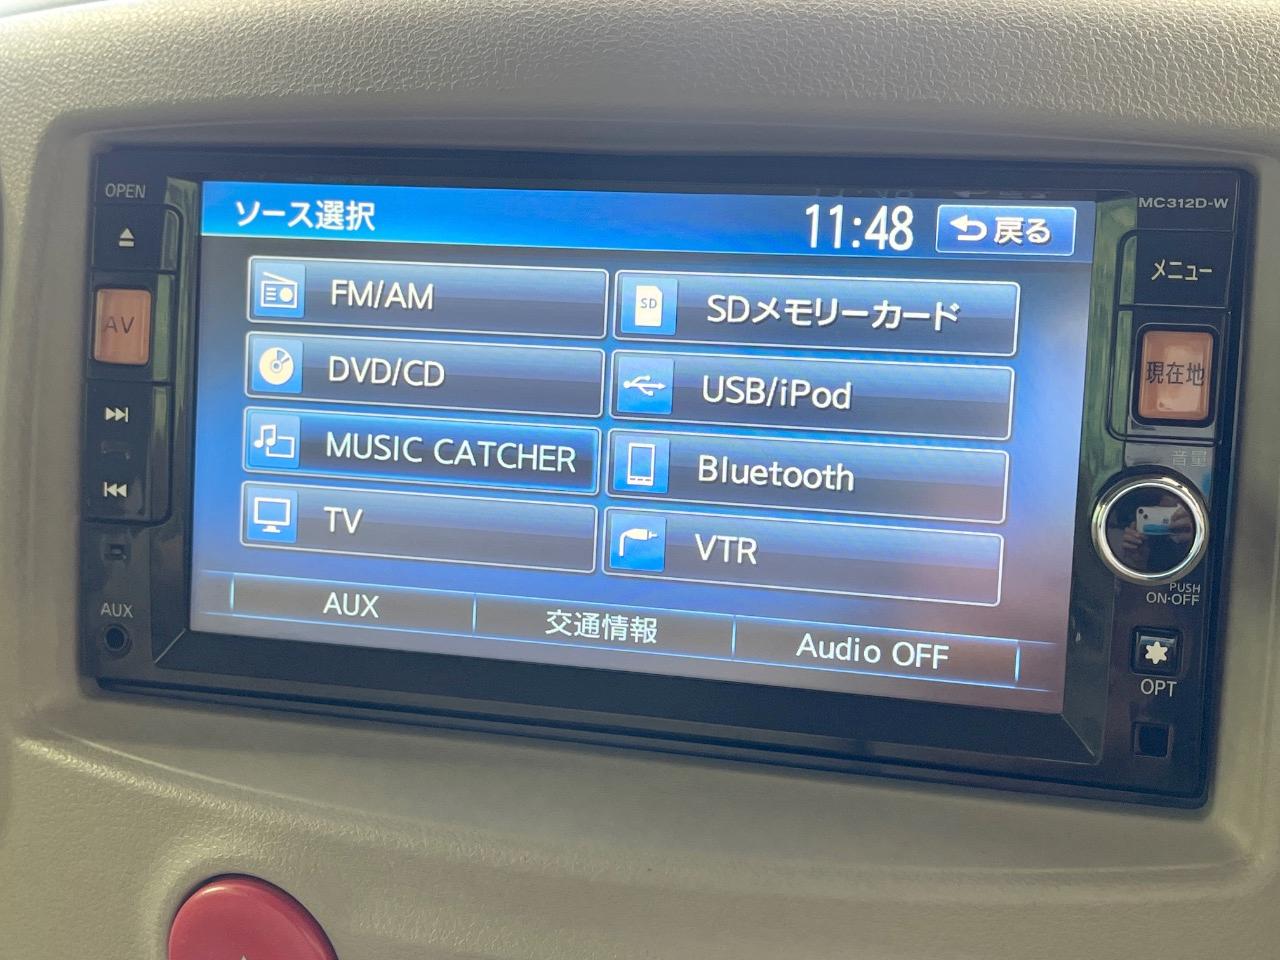 OPEN
MC312D-W
ソース選択
11:48
戻る
メニュー
AV
現在地
FM/AM
SD
SDメモリーカード
DVD/CD
USB/iPod
MUSIC CATCHER
Bluetooth
TV
VTR
音量
PUSH
ON･OFF
AUX
AUX
交通情報
Audio OFF
OPT